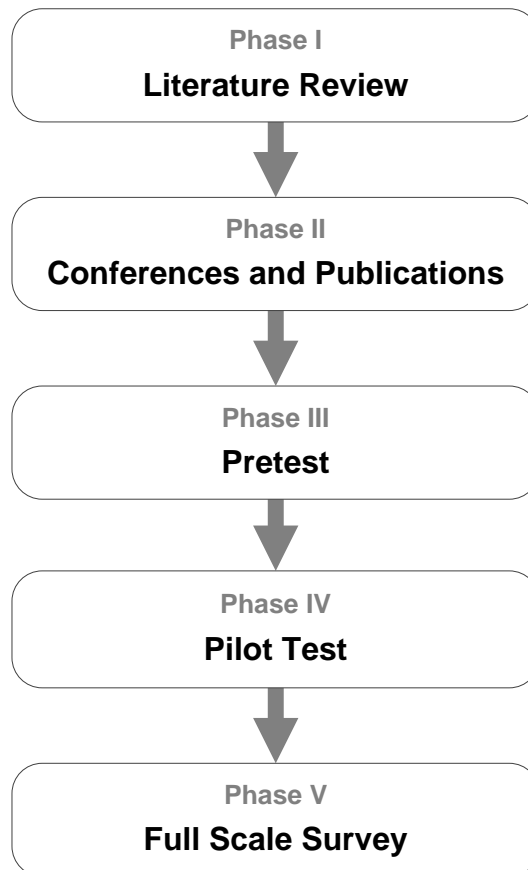 Phase I
Literature Review
Phase II
Conferences and Publications
Phase III
Pretest
Phase IV
Pilot Test
Phase V
Full Scale Survey